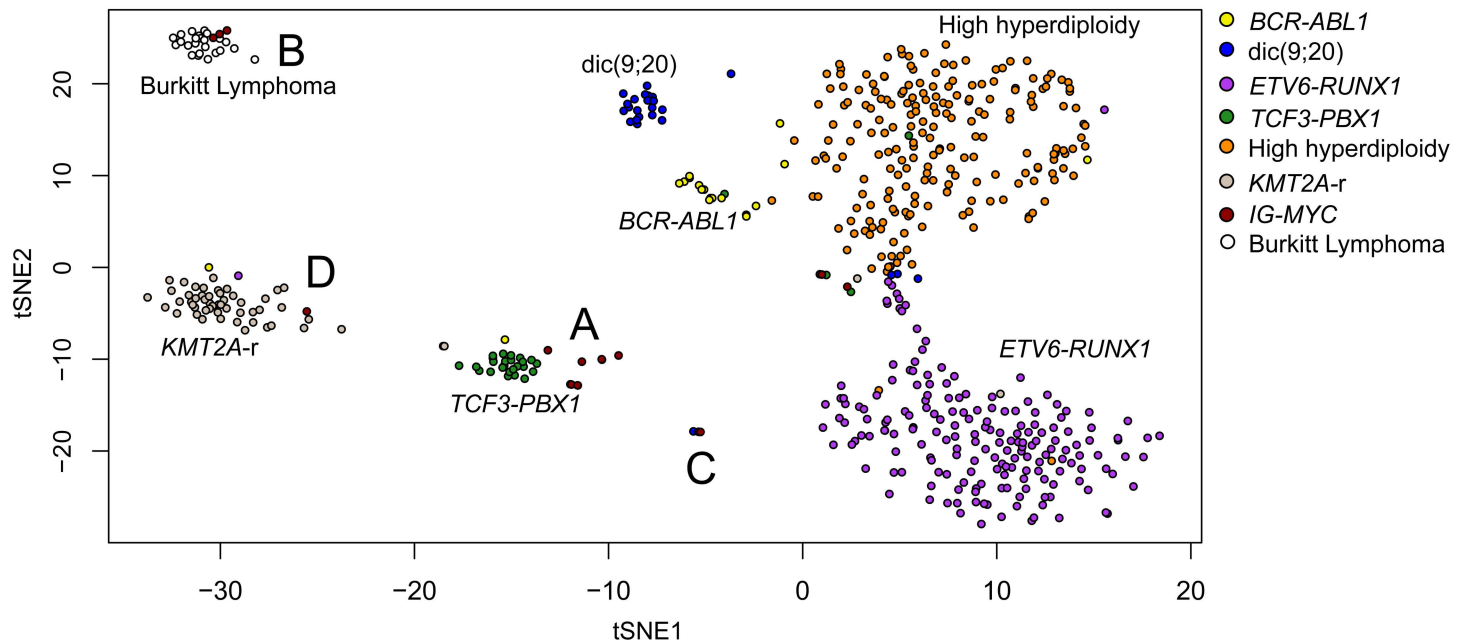 High hyperdiploidy
B
Burkitt Lymphoma
dic(9;20)
BCR-ABL1
D
KMT2A-r
A
TCF3-PBX1
C
ETV6-RUNX1
BCR-ABL1
dic(9;20)
ETV6-RUNX1
TCF3-PBX1
High hyperdiploidy
KMT2A-r
IG-MYC
Burkitt Lymphoma
tSNE2
20
10
0
−10
−20
−30
−20
−10
0
10
20
tSNE1